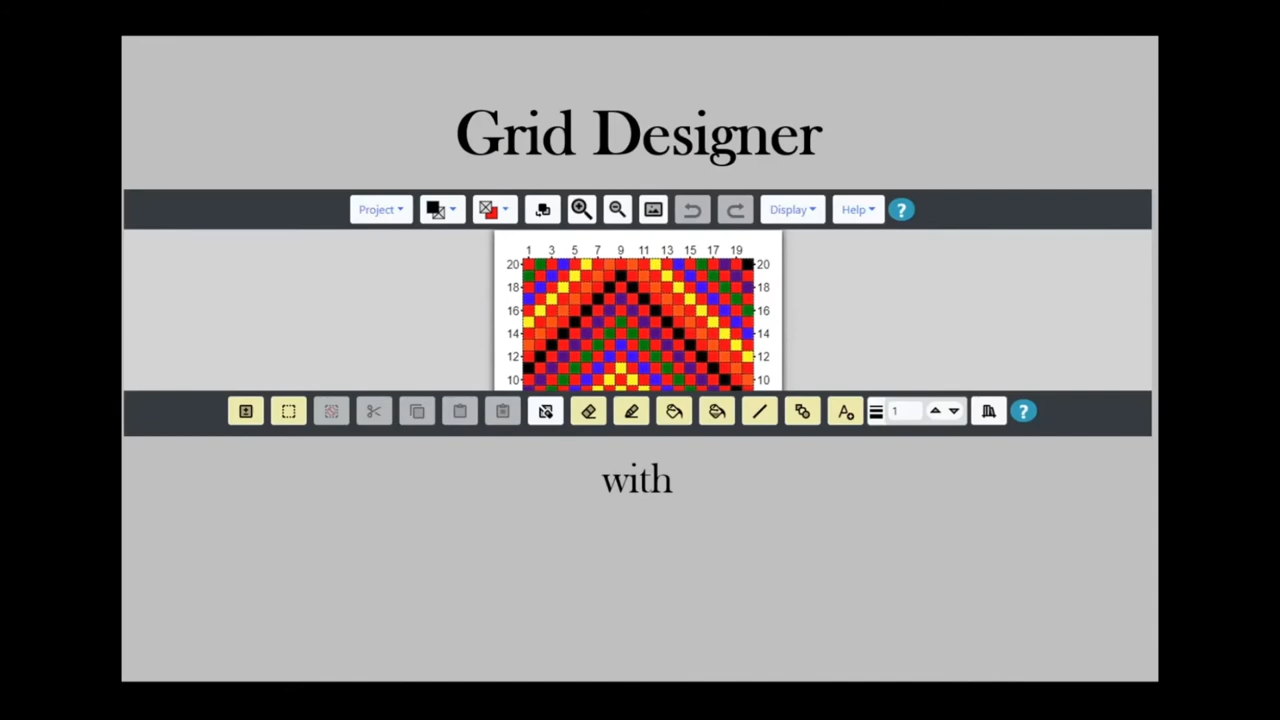 Grid Designer
Project Display Help ?
1 3 5 7 9 11 13 15 17 19
20 20
18 18
16 16
14 14
12 12
10 10
A 1 ?
with